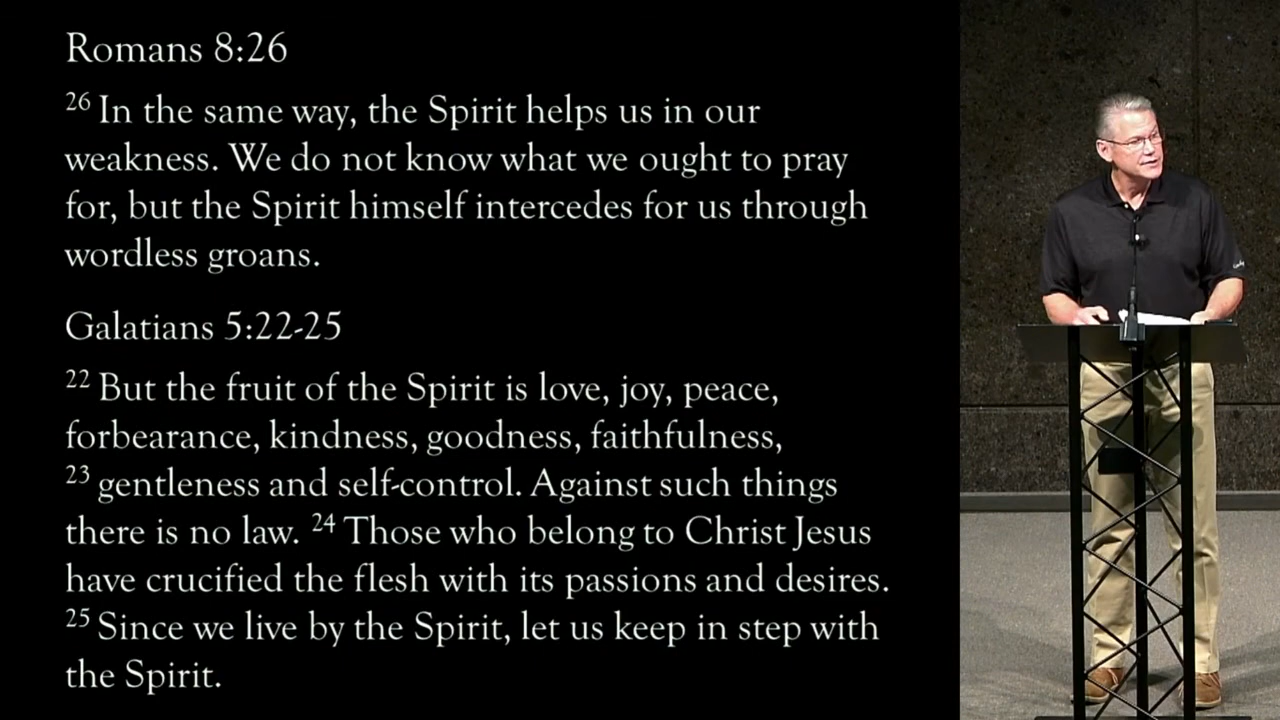 Romans 8:26
26 In the same way, the Spirit helps us in our
weakness. We do not know what we ought to pray
for, but the Spirit himself intercedes for us through
wordless groans.
Galatians 5:22-25
22 But the fruit of the Spirit is love, joy, peace,
forbearance, kindness, goodness, faithfulness,
23 gentleness and self-control. Against such things
there is no law. 24 Those who belong to Christ Jesus
have crucified the flesh with its passions and desires.
25 Since we live by the Spirit, let us keep in step with
the Spirit.